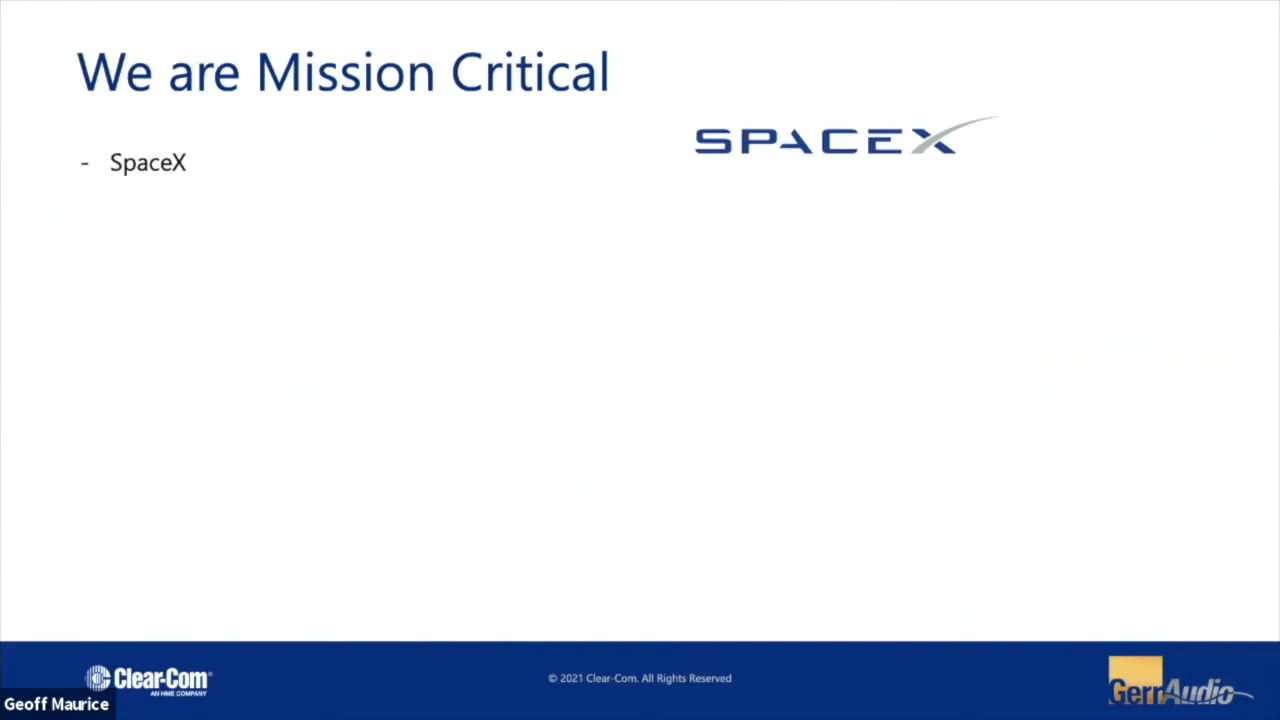 We are Mission Critical
SPACEX
- SpaceX
Clear-Com
AN HME COMPANY
© 2021 Clear-Com. All Rights Reserved
GerrAudio
Geoff Maurice